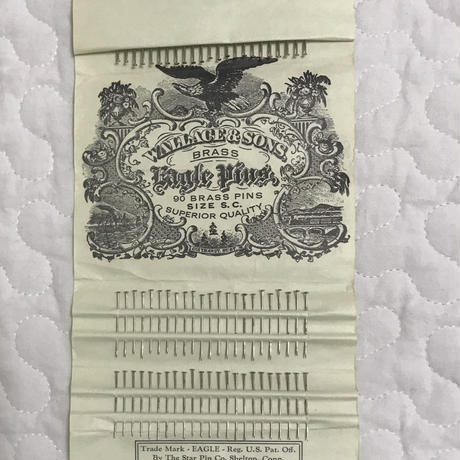 WALLACE & SONS,
BRASS
Eagle Pins,
90 BRASS PINS
SIZE S.C.
SUPERIOR QUALITY
Trade Mark - EAGLE - Reg. U.S. Pat. Off.
By The Star Pin Co. Shelton, Conn.